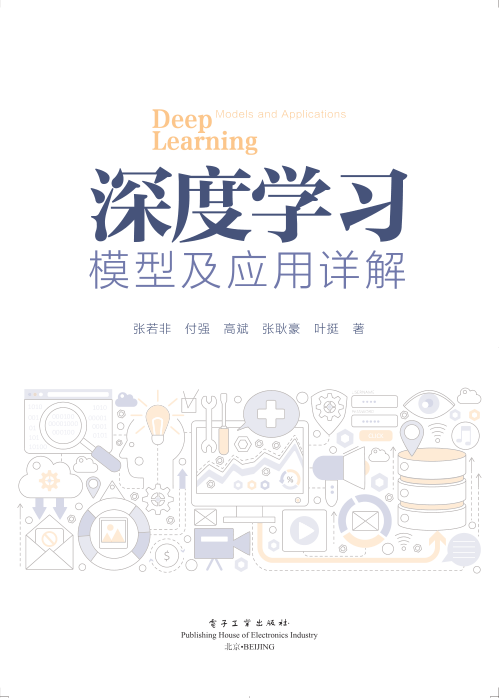 Deep
Models and Applications
Learning
深度学习
模型及应用详解
张若非 付强 高斌 张耿豪 叶挺 著
%
$
电子工业出版社
Publishing House of Electronics Industry
北京•BEIJING